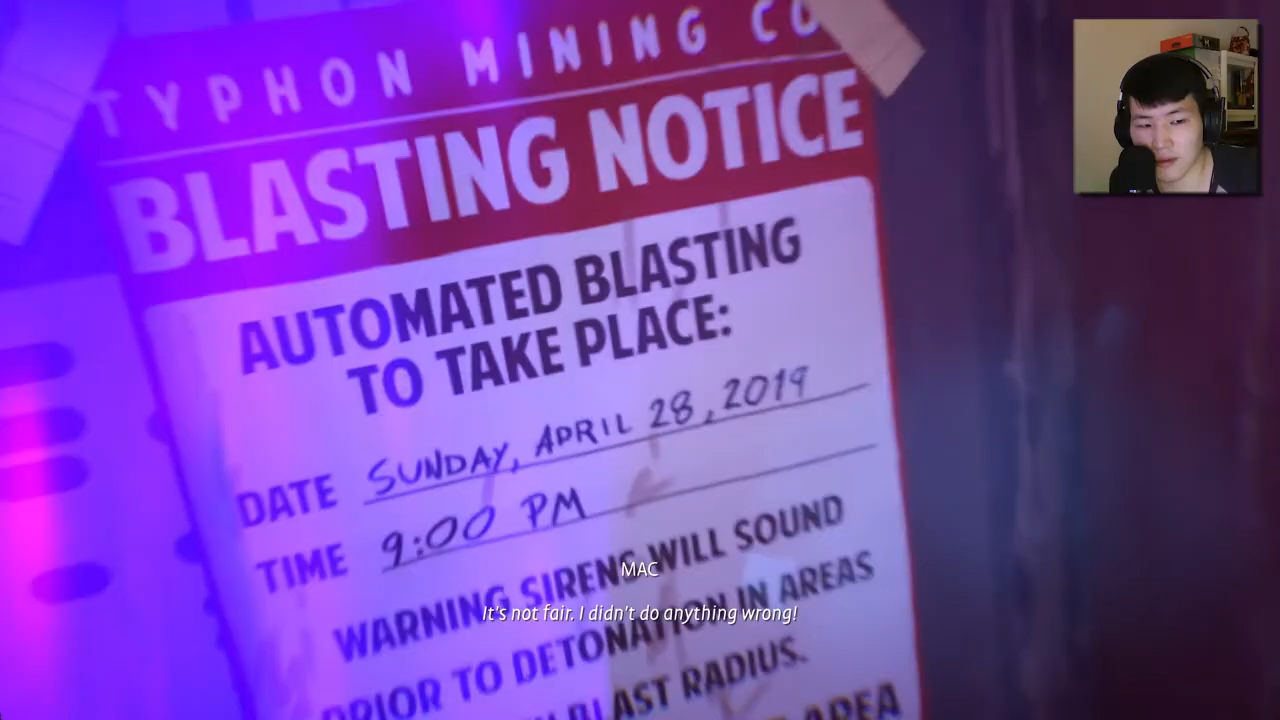 TYPHON MINING CO
BLASTING NOTICE
AUTOMATED BLASTING
TO TAKE PLACE:
DATE SUNDAY, APRIL 28, 2019
TIME 9:00 PM
WARNING SIRENS WILL SOUND
PRIOR TO DETONATION IN AREAS
BLAST RADIUS.
AREA
MAC
It's not fair. I didn't do anything wrong!